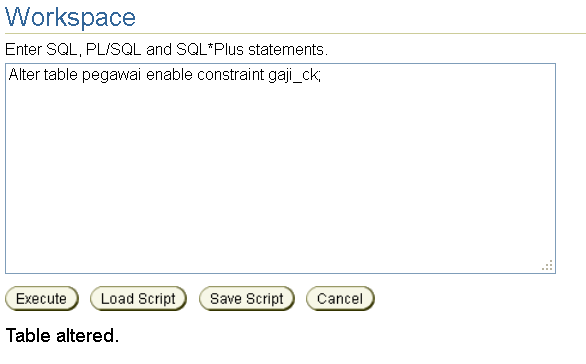 Workspace
Enter SQL, PL/SQL and SQL*Plus statements.
Alter table pegawai enable constraint gaji_ck;
Execute Load Script Save Script Cancel
Table altered.